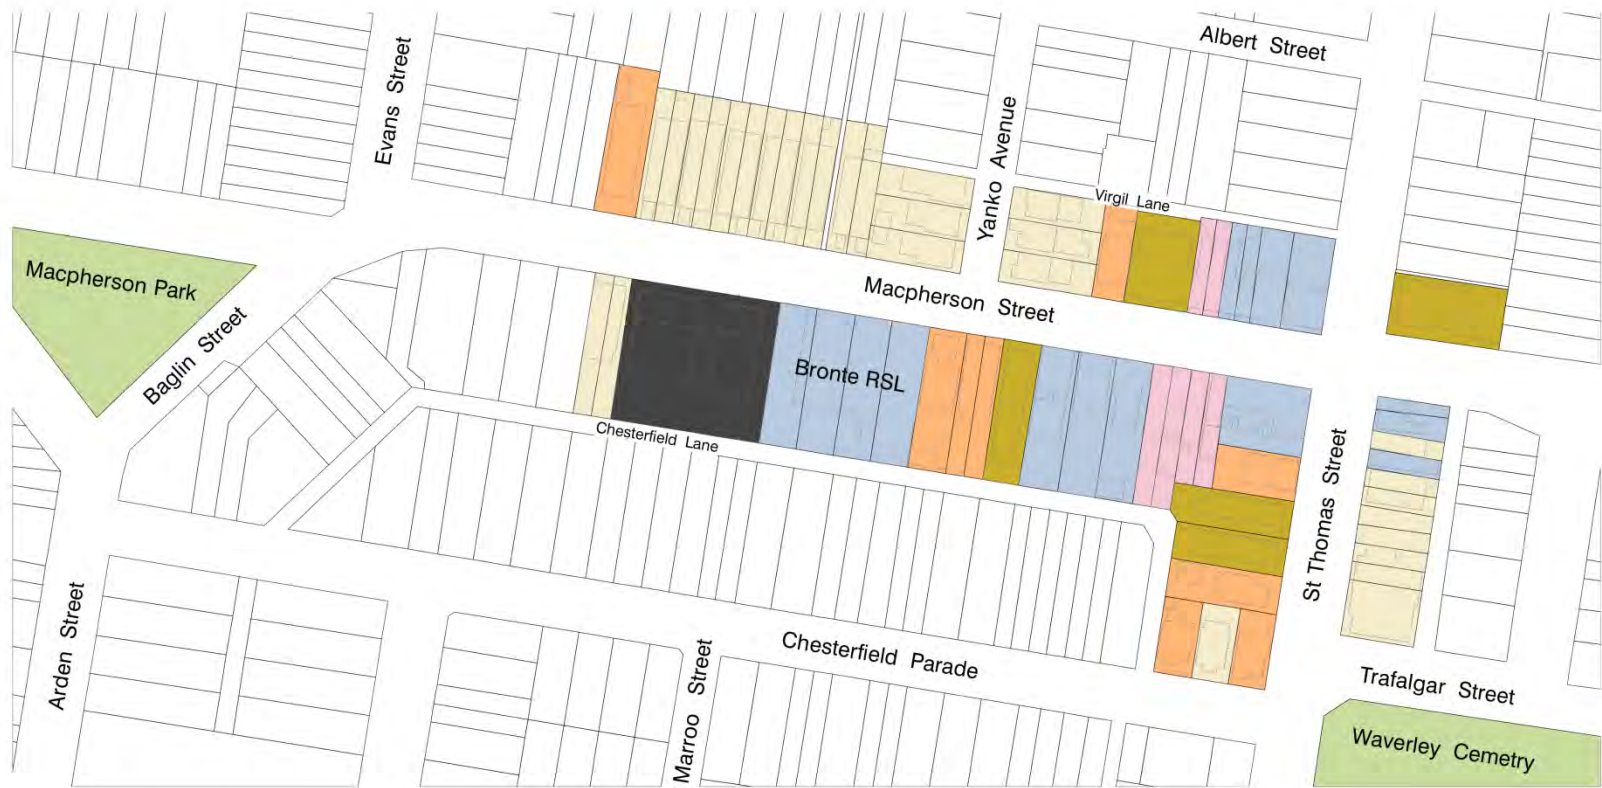 Albert Street
Evans Street
Yanko Avenue
Virgil Lane
Macpherson Park
Macpherson Street
Baglin Street
Bronte RSL
Chesterfield Lane
St Thomas Street
Arden Street
Chesterfield Parade
Marroo Street
Trafalgar Street
Waverley Cemetry